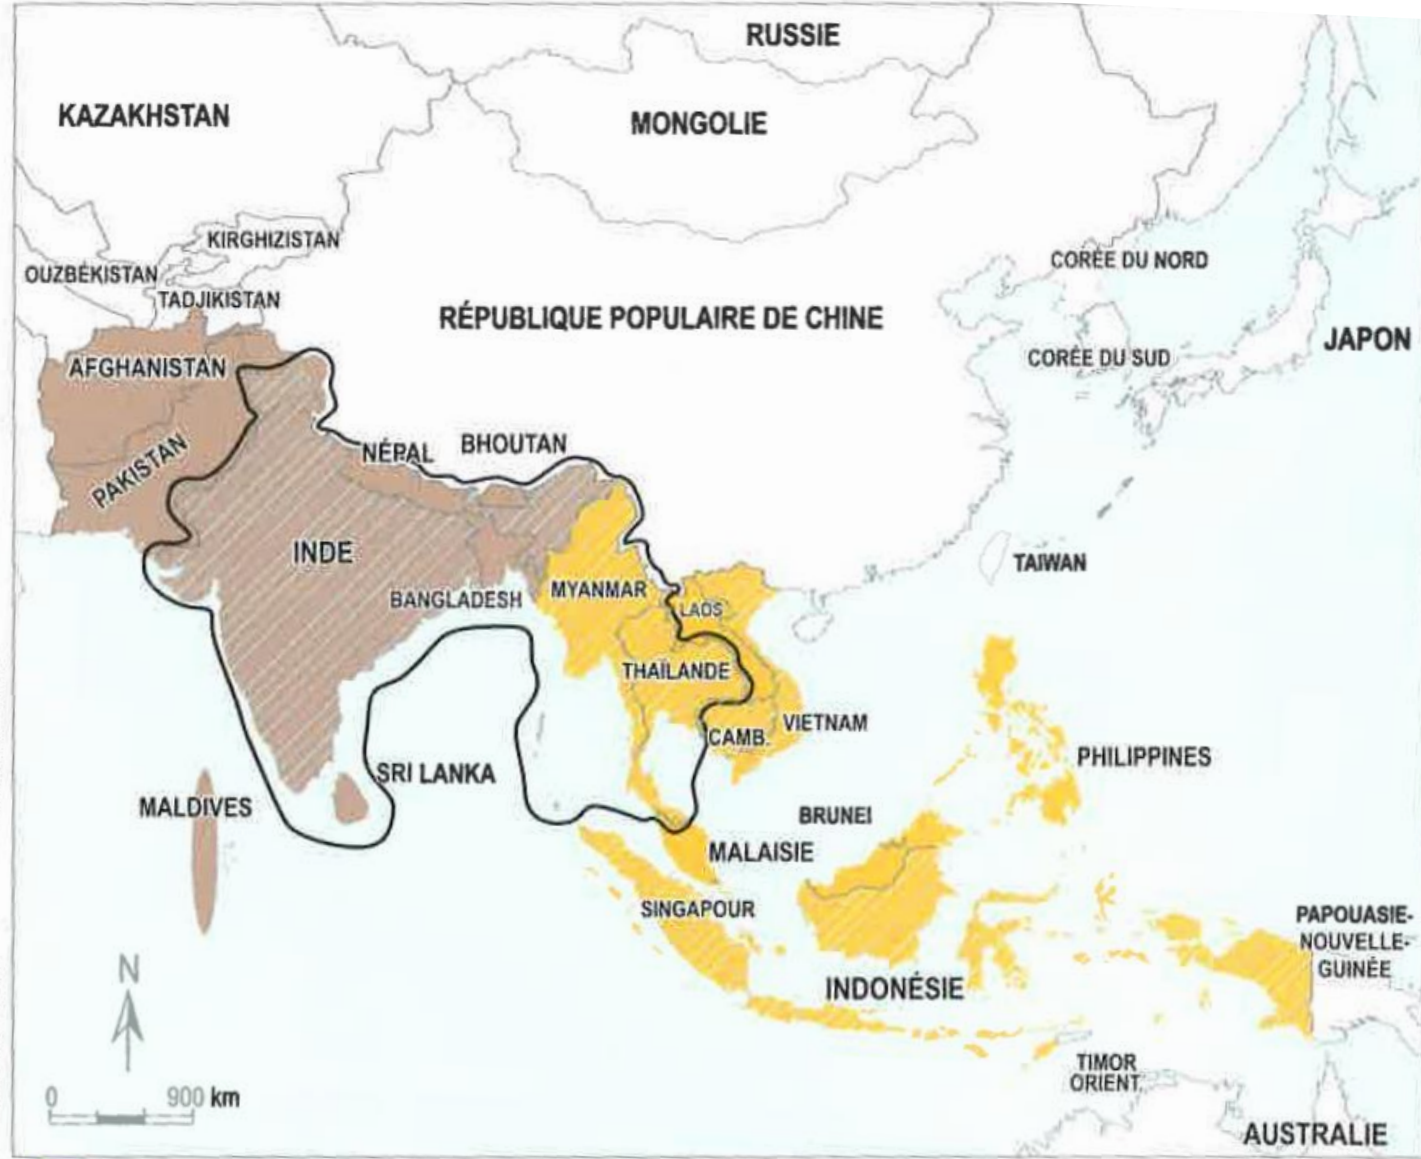 RUSSIE
KAZAKHSTAN
MONGOLIE
KIRGHIZISTAN
OUZBÉKISTAN
TADJIKISTAN
CORÉE DU NORD
RÉPUBLIQUE POPULAIRE DE CHINE
JAPON
CORÉE DU SUD
AFGHANISTAN
NÉPAL
BHOUTAN
PAKISTAN
INDE
TAIWAN
BANGLADESH
MYANMAR
LAOS
THAÏLANDE
VIETNAM
CAMB.
PHILIPPINES
SRI LANKA
MALDIVES
BRUNEI
MALAISIE
SINGAPOUR
PAPOUASIE-
NOUVELLE-
GUINÉE
INDONÉSIE
N
TIMOR
ORIENT.
0 900 km
AUSTRALIE